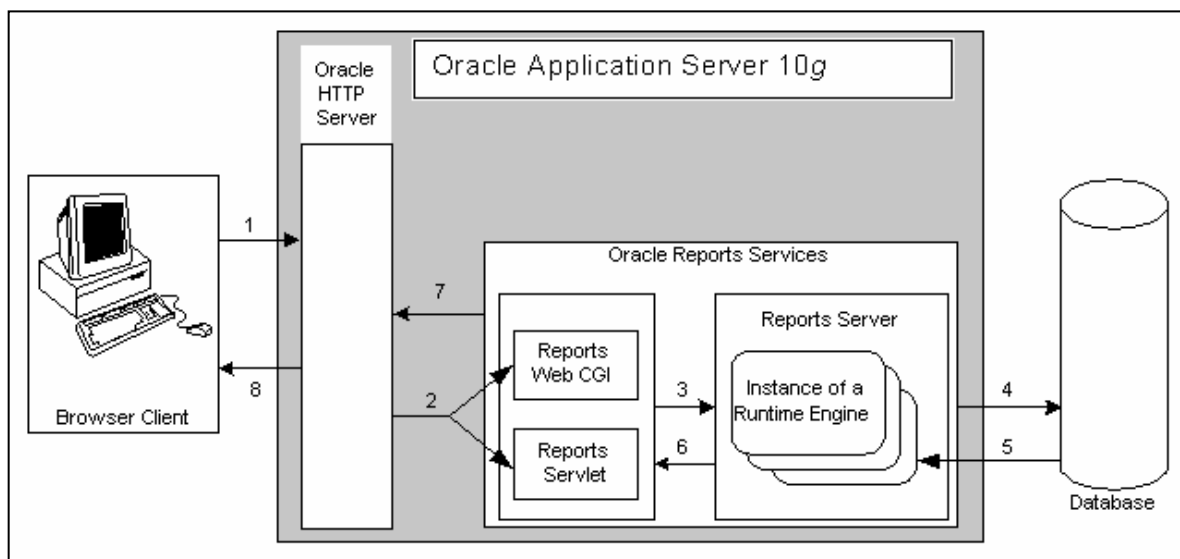 Oracle
HTTP
Server
Oracle Application Server 10g
1
Oracle Reports Services
7
Reports Server
Reports
Web CGI
Instance of a
Runtime Engine
8
2
3
4
Browser Client
Reports
Servlet
6
5
Database